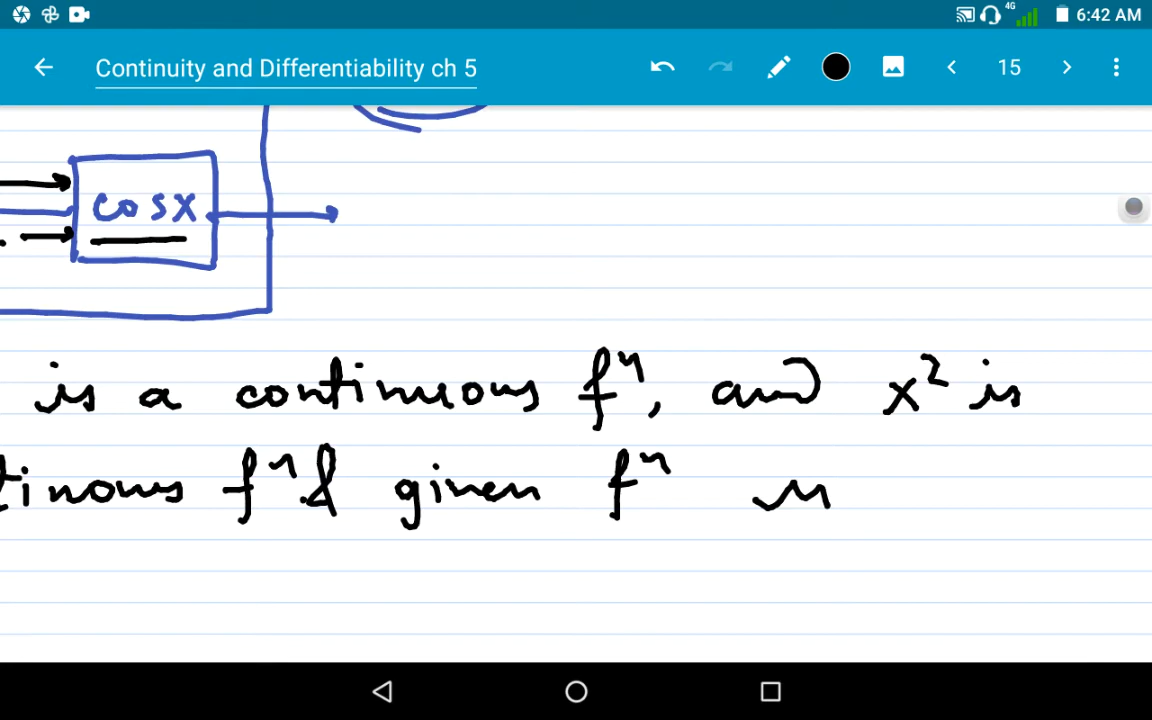 4G
6:42 AM
Continuity and Differentiability ch 5
15
cosx
is a continuous fⁿ, and x² is
tinous fⁿ & given fⁿ